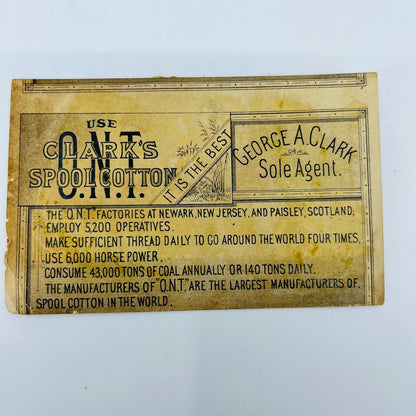 USE
CLARK'S
O.N.T.
SPOOL COTTON
IT IS THE BEST
GEORGE A. CLARK
Sole Agent.
THE O.N.T. FACTORIES AT NEWARK, NEW JERSEY, AND PAISLEY, SCOTLAND,
EMPLOY 5,200 OPERATIVES.
MAKE SUFFICIENT THREAD DAILY TO GO AROUND THE WORLD FOUR TIMES.
USE 6,000 HORSE POWER.
CONSUME 43,000 TONS OF COAL ANNUALLY OR 140 TONS DAILY.
THE MANUFACTURERS OF "O.N.T." ARE THE LARGEST MANUFACTURERS OF
SPOOL COTTON IN THE WORLD.